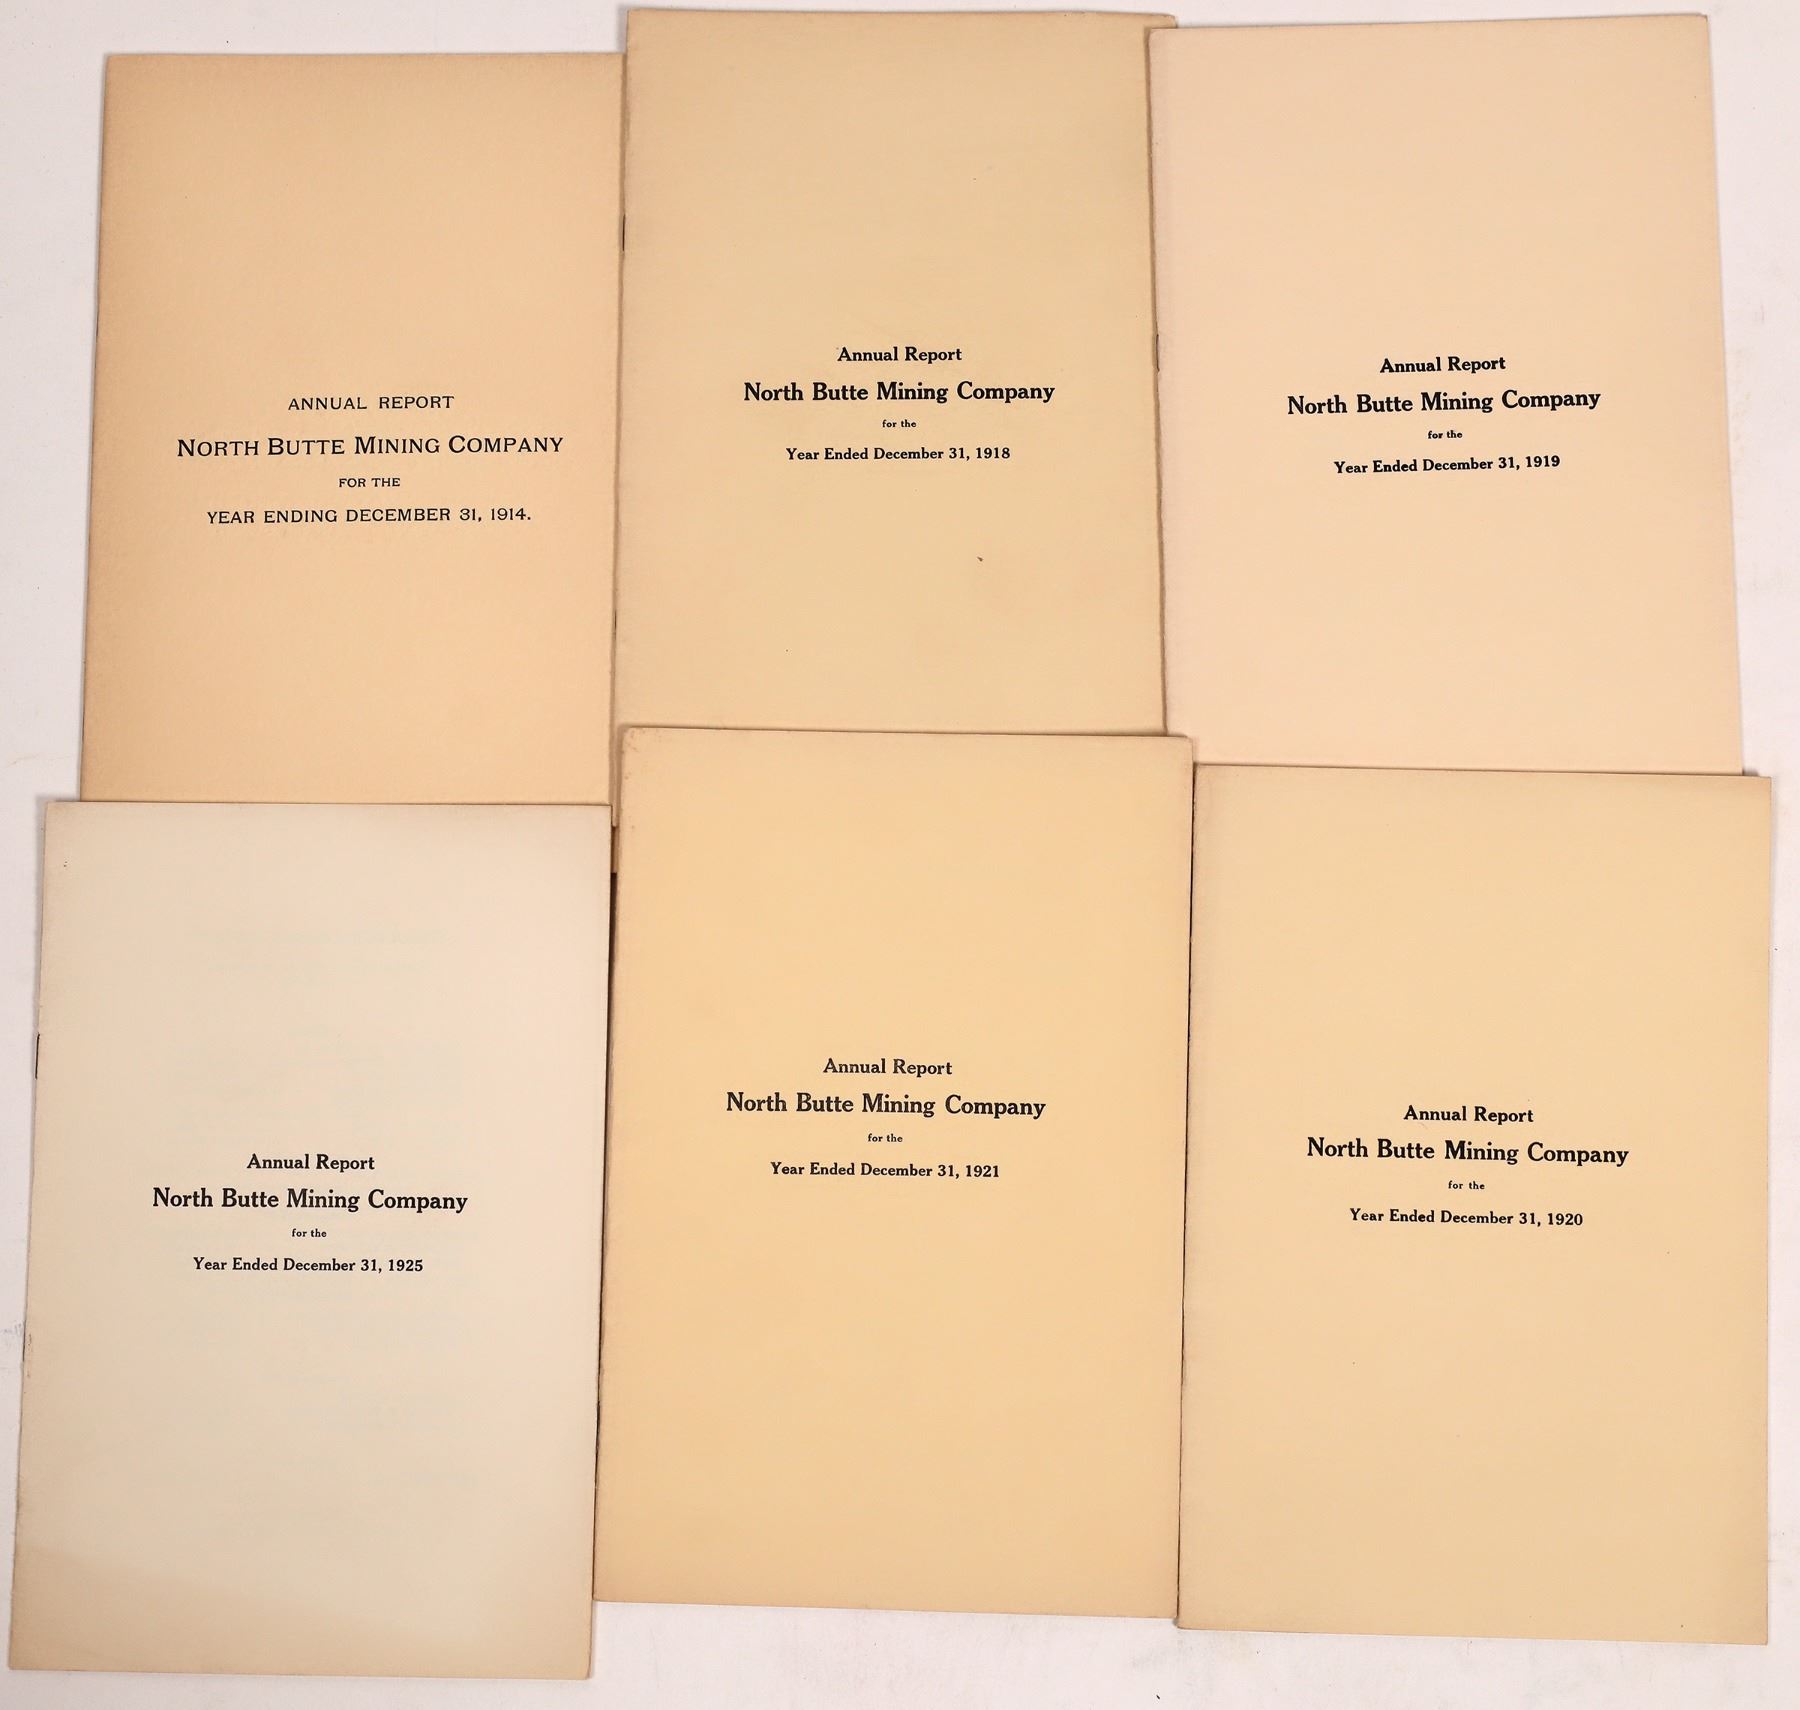 ANNUAL REPORT
NORTH BUTTE MINING COMPANY
FOR THE
YEAR ENDING DECEMBER 31, 1914.
Annual Report
North Butte Mining Company
for the
Year Ended December 31, 1918
Annual Report
North Butte Mining Company
for the
Year Ended December 31, 1919
Annual Report
North Butte Mining Company
for the
Year Ended December 31, 1925
Annual Report
North Butte Mining Company
for the
Year Ended December 31, 1921
Annual Report
North Butte Mining Company
for the
Year Ended December 31, 1920